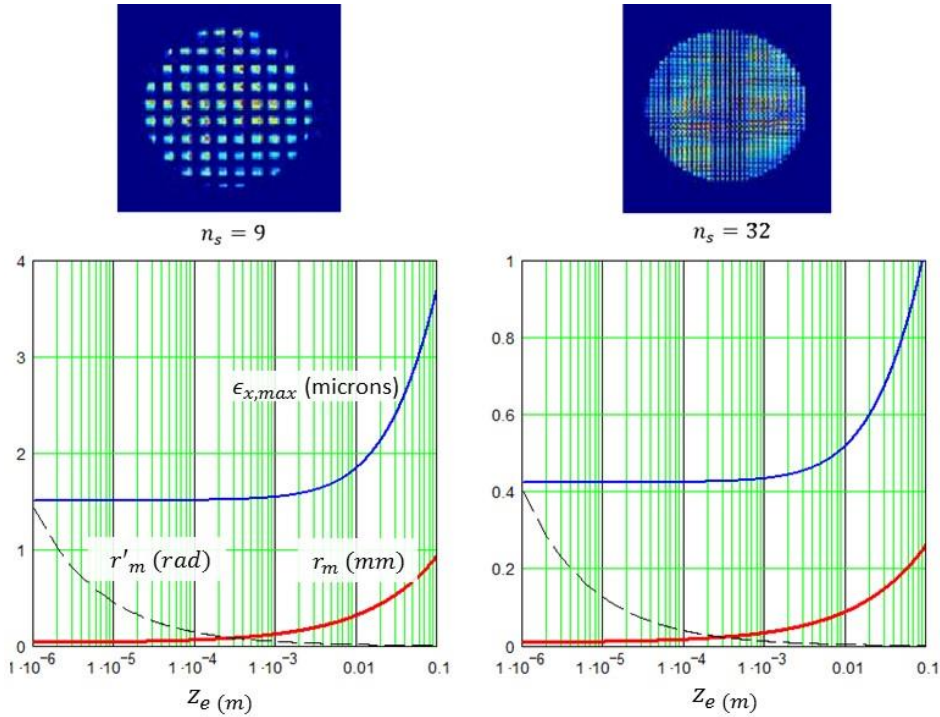 n_s = 9
n_s = 32
4
3
2
1
0
ϵ_{x,max} (microns)
r'_m (rad)
r_m (mm)
1·10⁻⁶ 1·10⁻⁵ 1·10⁻⁴ 1·10⁻³ 0.01 0.1
Z_e (m)
1
0.8
0.6
0.4
0.2
0
1·10⁻⁶ 1·10⁻⁵ 1·10⁻⁴ 1·10⁻³ 0.01 0.1
Z_e (m)